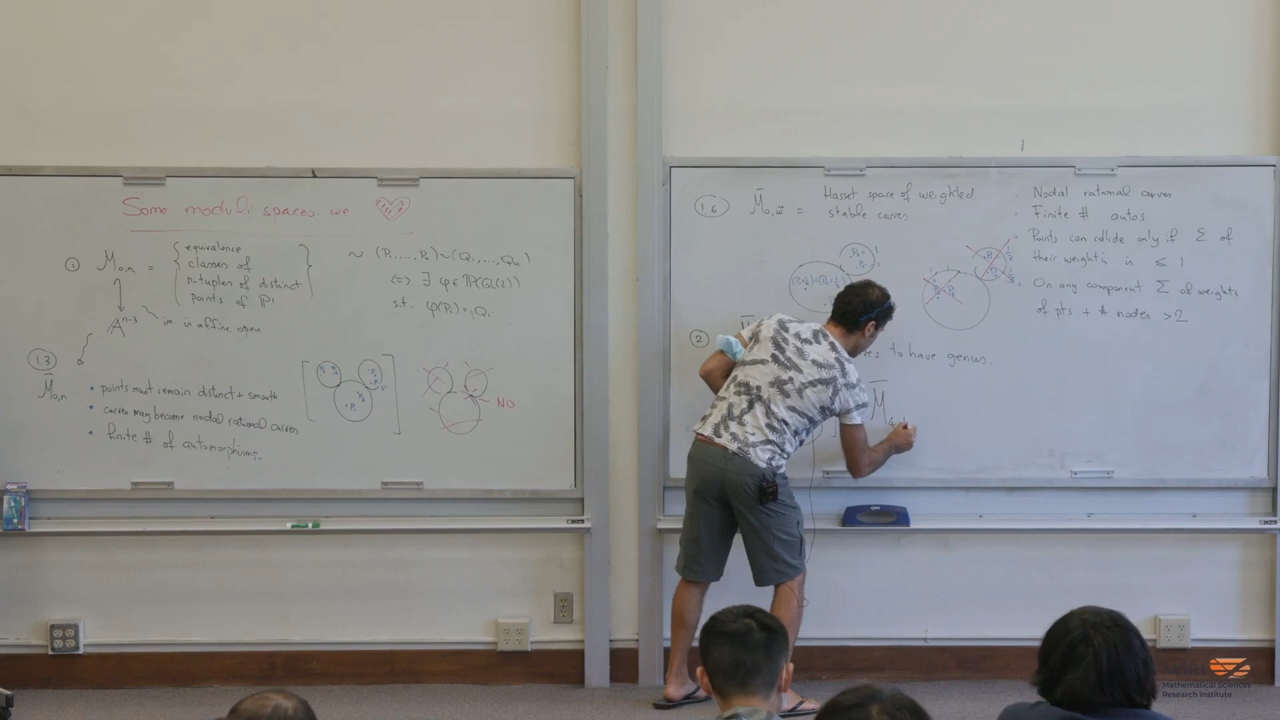 Some moduli spaces we
① M₀,ₙ = { equivalence
classes of
n-tuples of distinct
points of ℙ¹ }
~ (P₁,...,Pₙ)~(Q₁,...,Qₙ)
(=> ∃ φ ∈ ℙ(GL(2))
s.t. φ(Pᵢ)=Qᵢ
𝔸ⁿ⁻³ im. is affine open.
1.3
M̄₀,ₙ
• points must remain distinct + smooth
• curves may become nodal rational curves
• finite # of automorphisms.
NO
1.6 M̄₀,w⃗ = Hasset space of weighted
stable curves
· Nodal rational curves
· Finite # autos
· Points can collide only if Σ of
their weights is ≤ 1
· On any component Σ of weights
of pts + # nodes > 2
②
to have genus.
M̄
Mathematical Sciences
Research Institute